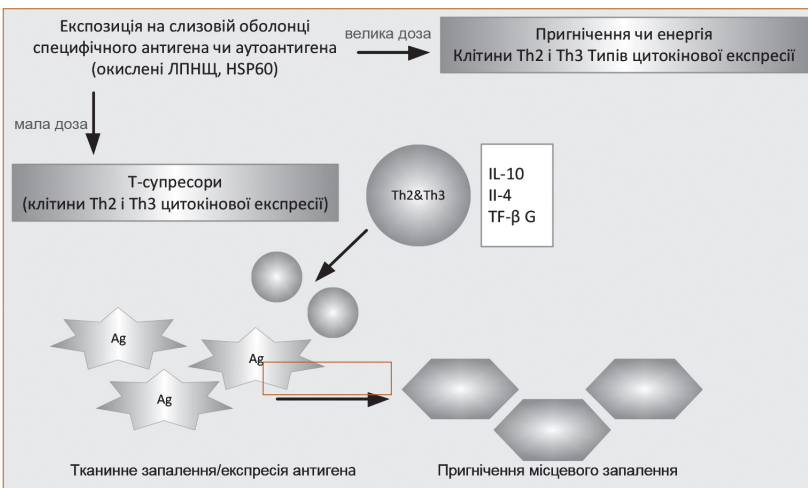 Експозиція на слизовій оболонці
специфічного антигена чи аутоантигена
(окислені ЛПНЩ, HSP60)
велика доза
Пригнічення чи енергія
Клітини Th2 і Th3 Типів цитокінової експресії
мала доза
Т-супресори
(клітини Th2 і Th3 цитокінової експресії)
Th2&Th3
IL-10
Il-4
TF-β G
Ag
Ag
Ag
Тканинне запалення/експресія антигена
Пригнічення місцевого запалення